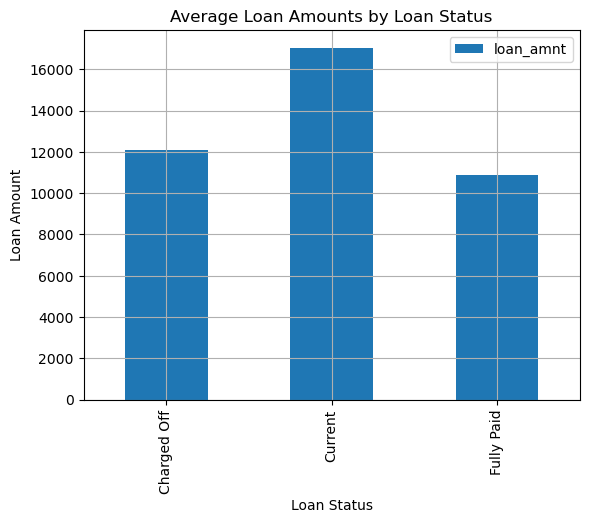 Average Loan Amounts by Loan Status
loan_amnt
16000
14000
12000
10000
8000
6000
4000
2000
0
Loan Amount
Charged Off
Current
Fully Paid
Loan Status